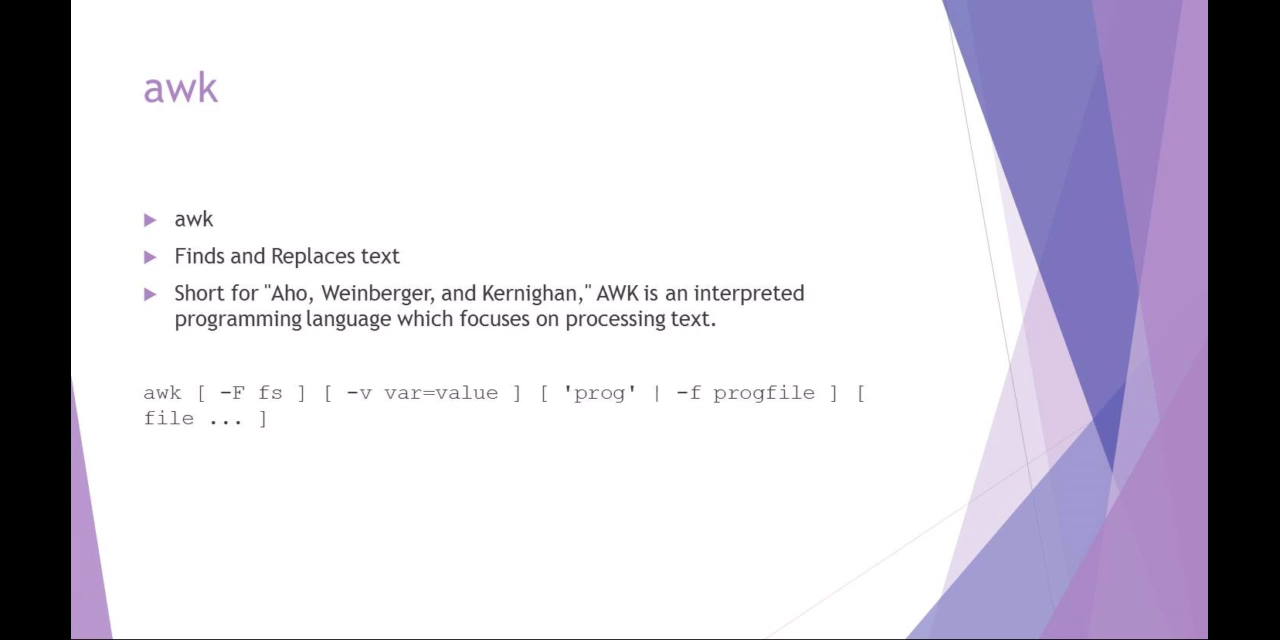 awk
awk
Finds and Replaces text
Short for "Aho, Weinberger, and Kernighan," AWK is an interpreted
programming language which focuses on processing text.
awk [ -F fs ] [ -v var=value ] [ 'prog' | -f progfile ] [
file ... ]